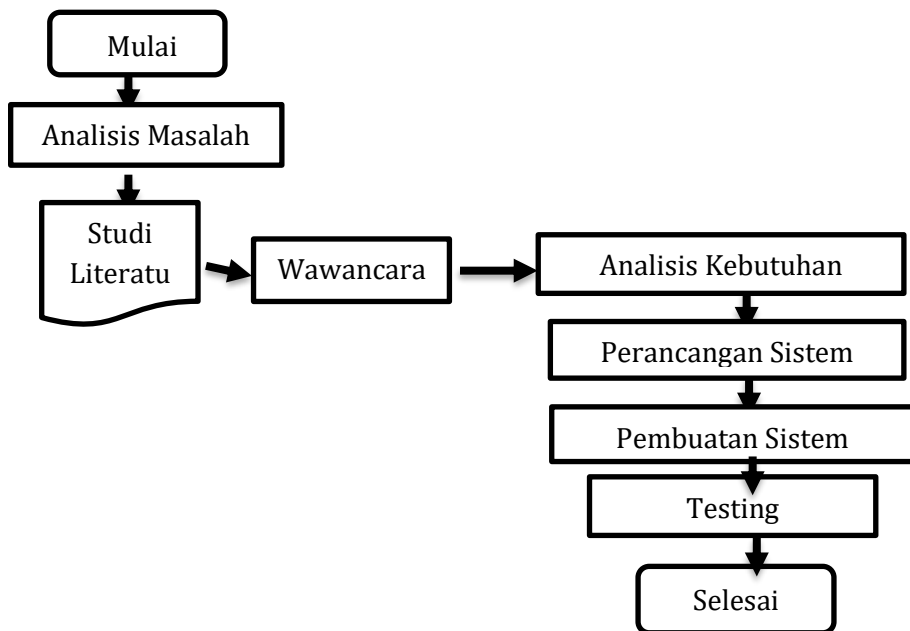 Mulai
Analisis Masalah
Studi
Literatu
Wawancara
Analisis Kebutuhan
Perancangan Sistem
Pembuatan Sistem
Testing
Selesai